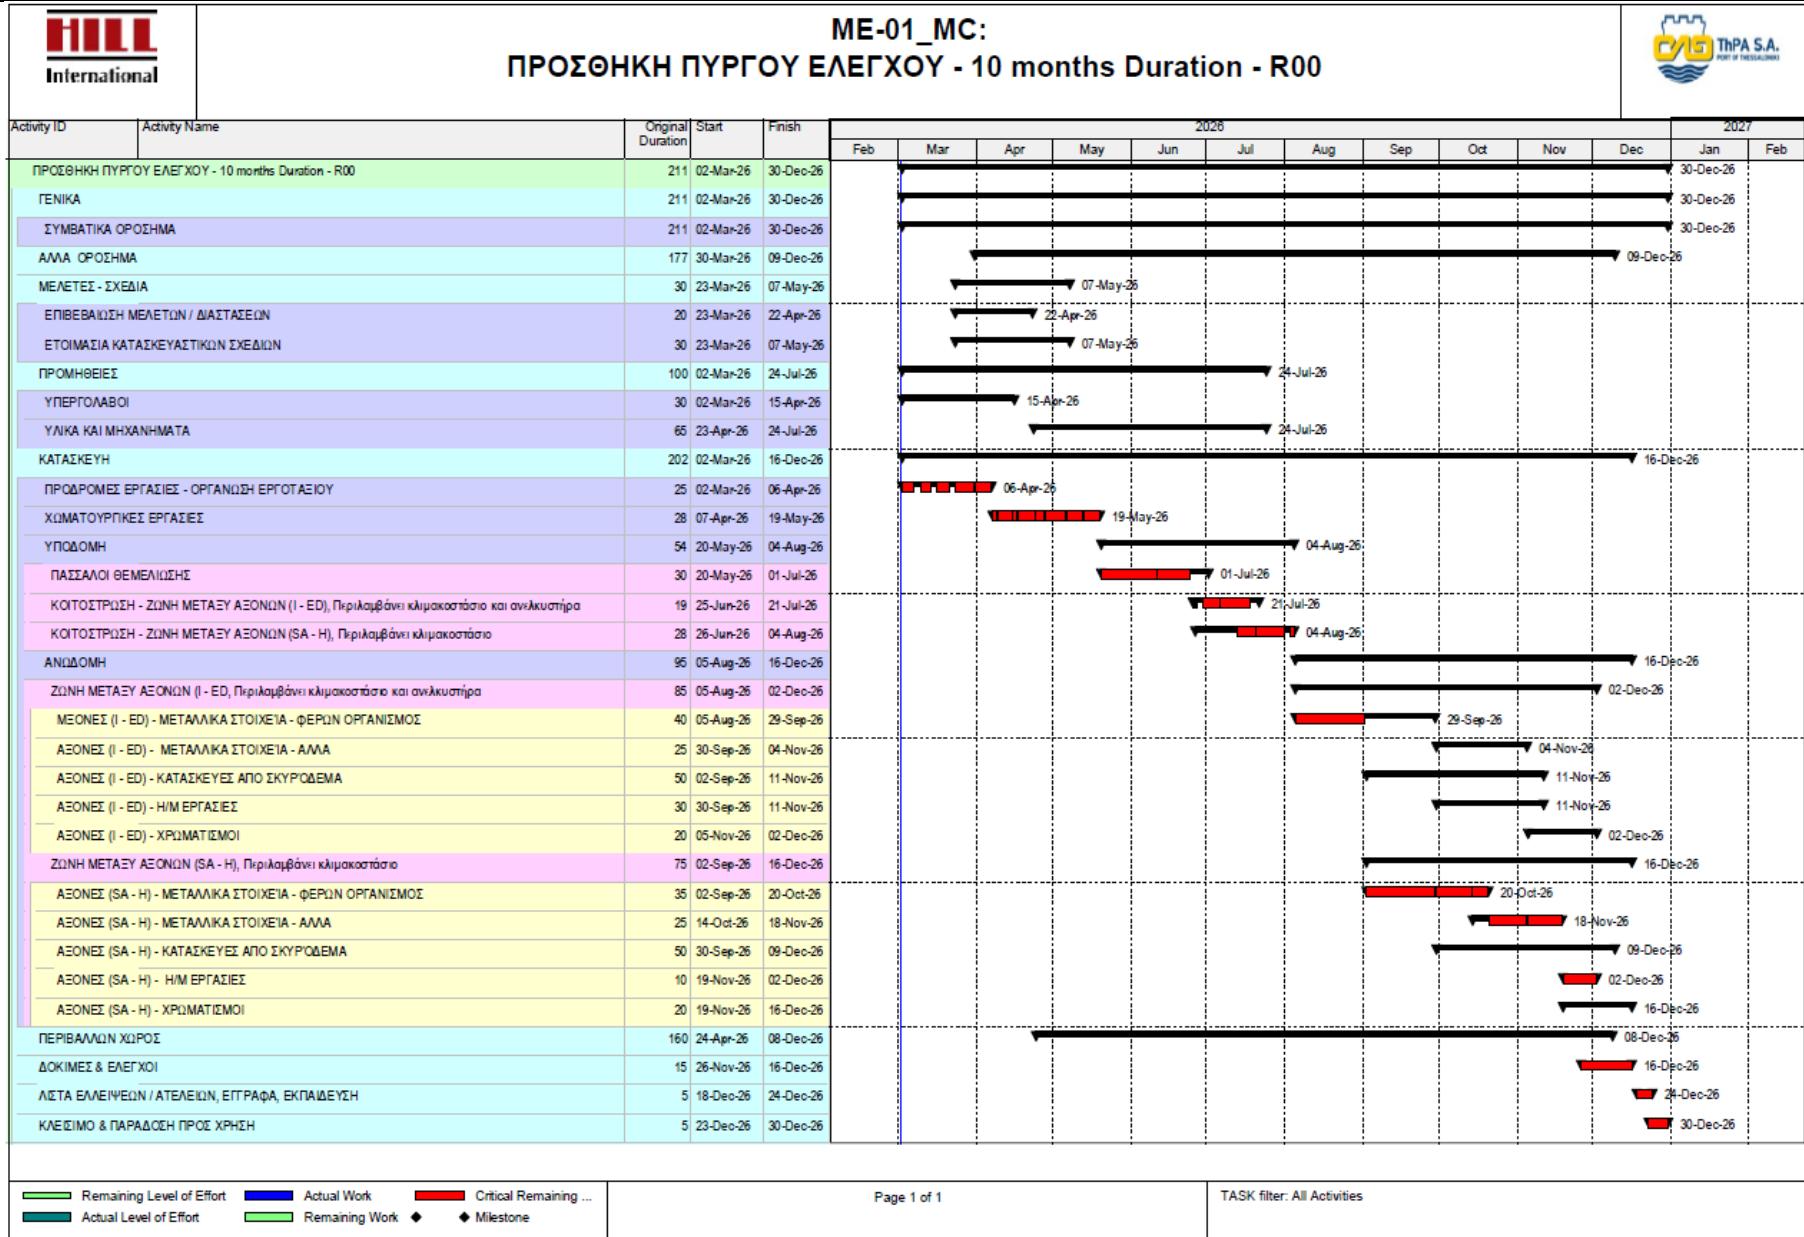 HILL
International
ME-01_MC:
ΠΡΟΣΘΗΚΗ ΠΥΡΓΟΥ ΕΛΕΓΧΟΥ - 10 months Duration - R00
ThPA S.A.
PORT OF THESSALONIKI
Activity ID Activity Name Original Duration Start Finish 2026 2027
Feb Mar Apr May Jun Jul Aug Sep Oct Nov Dec Jan Feb
ΠΡΟΣΘΗΚΗ ΠΥΡΓΟΥ ΕΛΕΓΧΟΥ - 10 months Duration - R00 211 02-Mar-26 30-Dec-26 30-Dec-26
ΓΕΝΙΚΑ 211 02-Mar-26 30-Dec-26 30-Dec-26
ΣΥΜΒΑΤΙΚΑ ΟΡΟΣΗΜΑ 211 02-Mar-26 30-Dec-26 30-Dec-26
ΑΛΛΑ ΟΡΟΣΗΜΑ 177 30-Mar-26 09-Dec-26 09-Dec-26
ΜΕΛΕΤΕΣ - ΣΧΕΔΙΑ 30 23-Mar-26 07-May-26 07-May-26
ΕΠΙΒΕΒΑΙΩΣΗ ΜΕΛΕΤΩΝ / ΔΙΑΣΤΑΣΕΩΝ 20 23-Mar-26 22-Apr-26 22-Apr-26
ΕΤΟΙΜΑΣΙΑ ΚΑΤΑΣΚΕΥΑΣΤΙΚΩΝ ΣΧΕΔΙΩΝ 30 23-Mar-26 07-May-26 07-May-26
ΠΡΟΜΗΘΕΙΕΣ 100 02-Mar-26 24-Jul-26 24-Jul-26
ΥΠΕΡΓΟΛΑΒΟΙ 30 02-Mar-26 15-Apr-26 15-Apr-26
ΥΛΙΚΑ ΚΑΙ ΜΗΧΑΝΗΜΑΤΑ 65 23-Apr-26 24-Jul-26 24-Jul-26
ΚΑΤΑΣΚΕΥΗ 202 02-Mar-26 16-Dec-26 16-Dec-26
ΠΡΟΔΡΟΜΕΣ ΕΡΓΑΣΙΕΣ - ΟΡΓΑΝΩΣΗ ΕΡΓΟΤΑΞΙΟΥ 25 02-Mar-26 06-Apr-26 06-Apr-26
ΧΩΜΑΤΟΥΡΓΙΚΕΣ ΕΡΓΑΣΙΕΣ 28 07-Apr-26 19-May-26 19-May-26
ΥΠΟΔΟΜΗ 54 20-May-26 04-Aug-26 04-Aug-26
ΠΑΣΣΑΛΟΙ ΘΕΜΕΛΙΩΣΗΣ 30 20-May-26 01-Jul-26 01-Jul-26
ΚΟΙΤΟΣΤΡΩΣΗ - ΖΩΝΗ ΜΕΤΑΞΥ ΑΞΟΝΩΝ (I - ED), Περιλαμβάνει κλιμακοστάσιο και ανελκυστήρα 19 25-Jun-26 21-Jul-26 21-Jul-26
ΚΟΙΤΟΣΤΡΩΣΗ - ΖΩΝΗ ΜΕΤΑΞΥ ΑΞΟΝΩΝ (SA - H), Περιλαμβάνει κλιμακοστάσιο 28 26-Jun-26 04-Aug-26 04-Aug-26
ΑΝΩΔΟΜΗ 95 05-Aug-26 16-Dec-26 16-Dec-26
ΖΩΝΗ ΜΕΤΑΞΥ ΑΞΟΝΩΝ (I - ED, Περιλαμβάνει κλιμακοστάσιο και ανελκυστήρα 85 05-Aug-26 02-Dec-26 02-Dec-26
ΜΞΟΝΕΣ (I - ED) - ΜΕΤΑΛΛΙΚΑ ΣΤΟΙΧΕΊΑ - ΦΕΡΩΝ ΟΡΓΑΝΙΣΜΟΣ 40 05-Aug-26 29-Sep-26 29-Sep-26
ΑΞΟΝΕΣ (I - ED) - ΜΕΤΑΛΛΙΚΑ ΣΤΟΙΧΕΊΑ - ΑΛΛΑ 25 30-Sep-26 04-Nov-26 04-Nov-26
ΑΞΟΝΕΣ (I - ED) - ΚΑΤΑΣΚΕΥΕΣ ΑΠΟ ΣΚΥΡΌΔΕΜΑ 50 02-Sep-26 11-Nov-26 11-Nov-26
ΑΞΟΝΕΣ (I - ED) - Η/Μ ΕΡΓΑΣΙΕΣ 30 30-Sep-26 11-Nov-26 11-Nov-26
ΑΞΟΝΕΣ (I - ED) - ΧΡΩΜΑΤΙΣΜΟΙ 20 05-Nov-26 02-Dec-26 02-Dec-26
ΖΩΝΗ ΜΕΤΑΞΥ ΑΞΟΝΩΝ (SA - H), Περιλαμβάνει κλιμακοστάσιο 75 02-Sep-26 16-Dec-26 16-Dec-26
ΑΞΟΝΕΣ (SA - H) - ΜΕΤΑΛΛΙΚΑ ΣΤΟΙΧΕΊΑ - ΦΕΡΩΝ ΟΡΓΑΝΙΣΜΟΣ 35 02-Sep-26 20-Oct-26 20-Oct-26
ΑΞΟΝΕΣ (SA - H) - ΜΕΤΑΛΛΙΚΑ ΣΤΟΙΧΕΊΑ - ΑΛΛΑ 25 14-Oct-26 18-Nov-26 18-Nov-26
ΑΞΟΝΕΣ (SA - H) - ΚΑΤΑΣΚΕΥΕΣ ΑΠΟ ΣΚΥΡΌΔΕΜΑ 50 30-Sep-26 09-Dec-26 09-Dec-26
ΑΞΟΝΕΣ (SA - H) - Η/Μ ΕΡΓΑΣΙΕΣ 10 19-Nov-26 02-Dec-26 02-Dec-26
ΑΞΟΝΕΣ (SA - H) - ΧΡΩΜΑΤΙΣΜΟΙ 20 19-Nov-26 16-Dec-26 16-Dec-26
ΠΕΡΙΒΑΛΛΩΝ ΧΩΡΟΣ 160 24-Apr-26 08-Dec-26 08-Dec-26
ΔΟΚΙΜΕΣ & ΕΛΕΓΧΟΙ 15 26-Nov-26 16-Dec-26 16-Dec-26
ΛΙΣΤΑ ΕΛΛΕΙΨΕΩΝ / ΑΤΕΛΕΙΩΝ, ΕΓΓΡΑΦΑ, ΕΚΠΑΙΔΕΥΣΗ 5 18-Dec-26 24-Dec-26 24-Dec-26
ΚΛΕΙΣΙΜΟ & ΠΑΡΑΔΟΣΗ ΠΡΟΣ ΧΡΗΣΗ 5 23-Dec-26 30-Dec-26 30-Dec-26
Remaining Level of Effort Actual Work Critical Remaining ... Page 1 of 1 TASK filter: All Activities
Actual Level of Effort Remaining Work Milestone